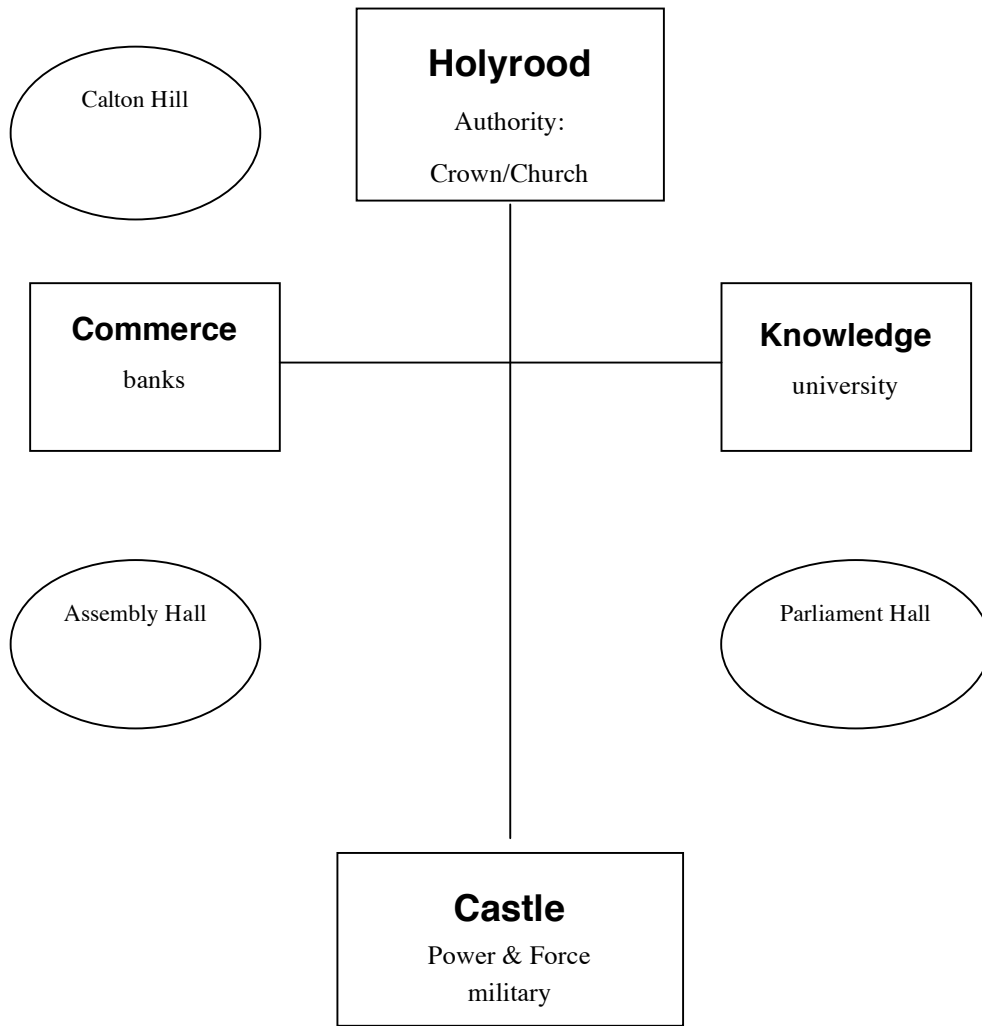 Calton Hill
Holyrood
Authority:
Crown/Church
Commerce
banks
Knowledge
university
Assembly Hall
Parliament Hall
Castle
Power & Force
military